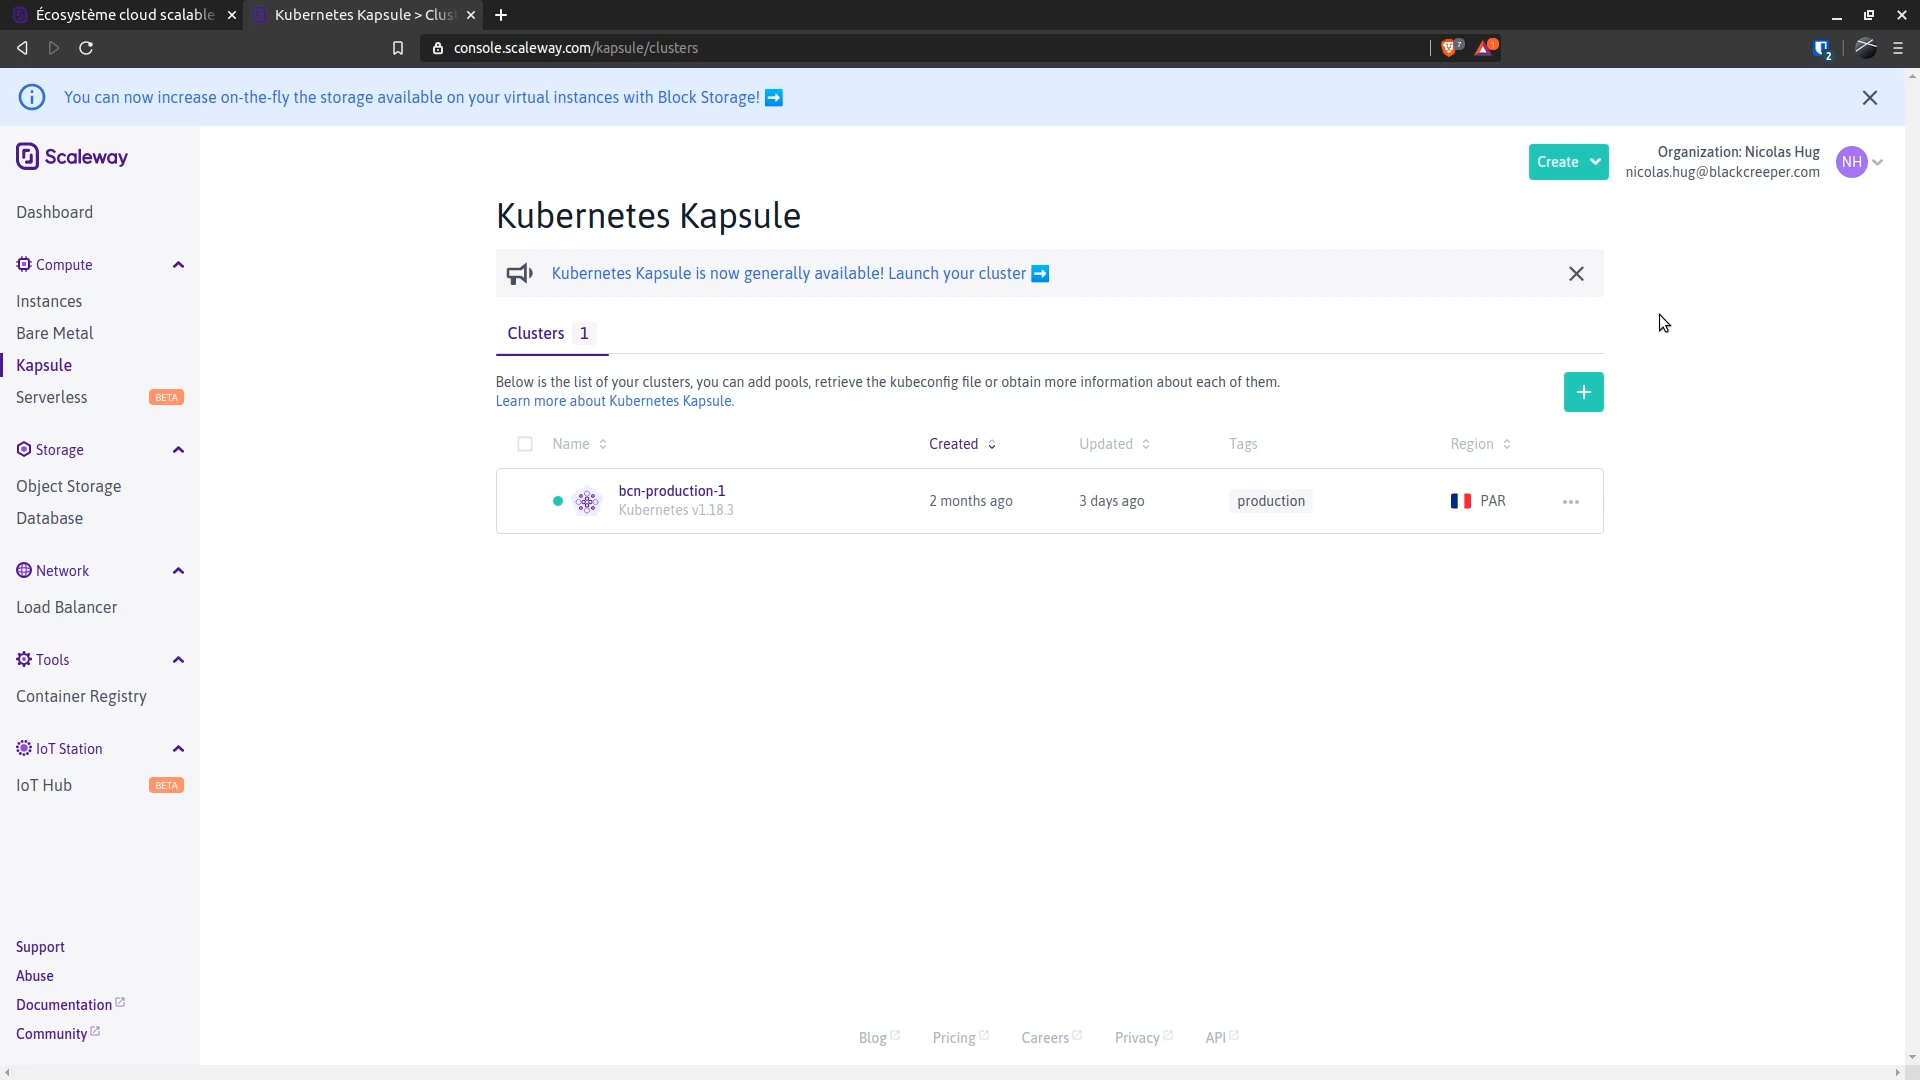 Écosystème cloud scalable
Kubernetes Kapsule > Clus
console.scaleway.com/kapsule/clusters
7
1
2
You can now increase on-the-fly the storage available on your virtual instances with Block Storage! ➡
Scaleway
Create
Organization: Nicolas Hug
nicolas.hug@blackcreeper.com
NH
Dashboard
Compute
Instances
Bare Metal
Kapsule
Serverless BETA
Storage
Object Storage
Database
Network
Load Balancer
Tools
Container Registry
IoT Station
IoT Hub BETA
Support
Abuse
Documentation
Community
Kubernetes Kapsule
Kubernetes Kapsule is now generally available! Launch your cluster ➡
Clusters 1
Below is the list of your clusters, you can add pools, retrieve the kubeconfig file or obtain more information about each of them.
Learn more about Kubernetes Kapsule.
Name Created Updated Tags Region
bcn-production-1 2 months ago 3 days ago production PAR
Kubernetes v1.18.3
Blog Pricing Careers Privacy API